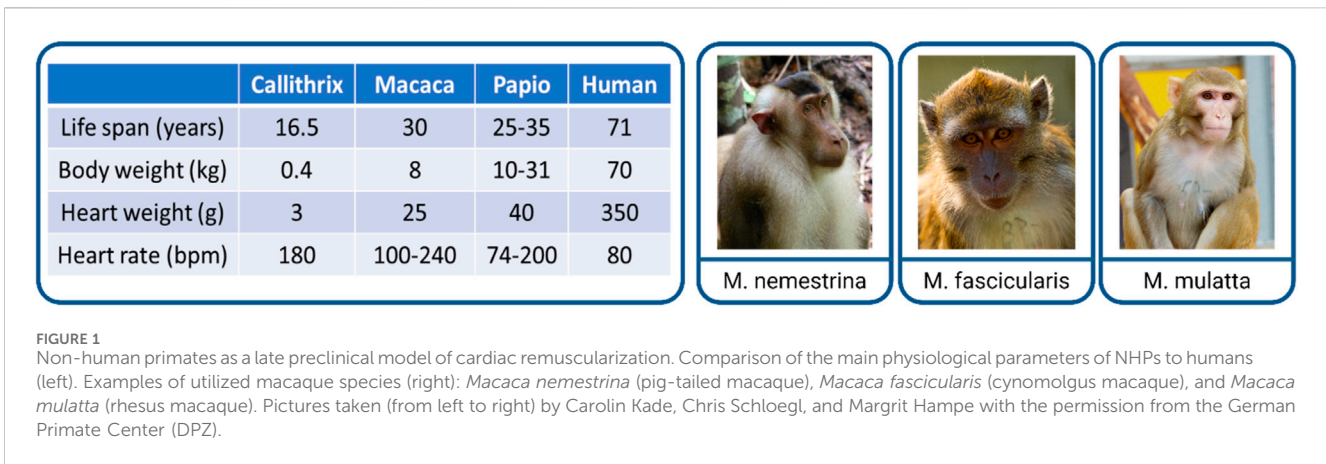 Callithrix Macaca Papio Human
Life span (years) 16.5 30 25-35 71
Body weight (kg) 0.4 8 10-31 70
Heart weight (g) 3 25 40 350
Heart rate (bpm) 180 100-240 74-200 80
M. nemestrina M. fascicularis M. mulatta
FIGURE 1
Non-human primates as a late preclinical model of cardiac remuscularization. Comparison of the main physiological parameters of NHPs to humans
(left). Examples of utilized macaque species (right): Macaca nemestrina (pig-tailed macaque), Macaca fascicularis (cynomolgus macaque), and Macaca
mulatta (rhesus macaque). Pictures taken (from left to right) by Carolin Kade, Chris Schloegl, and Margrit Hampe with the permission from the German
Primate Center (DPZ).